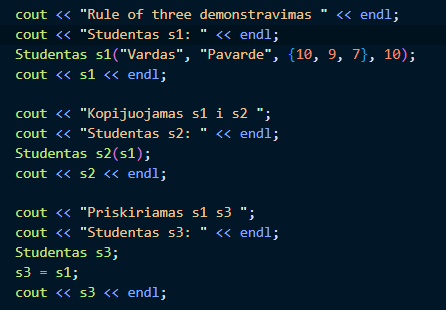 cout << "Rule of three demonstravimas " << endl;
cout << "Studentas s1: " << endl;
Studentas s1("Vardas", "Pavarde", {10, 9, 7}, 10);
cout << s1 << endl;
cout << "Kopijuojamas s1 i s2 ";
cout << "Studentas s2: " << endl;
Studentas s2(s1);
cout << s2 << endl;
cout << "Priskiriamas s1 s3 ";
cout << "Studentas s3: " << endl;
Studentas s3;
s3 = s1;
cout << s3 << endl;